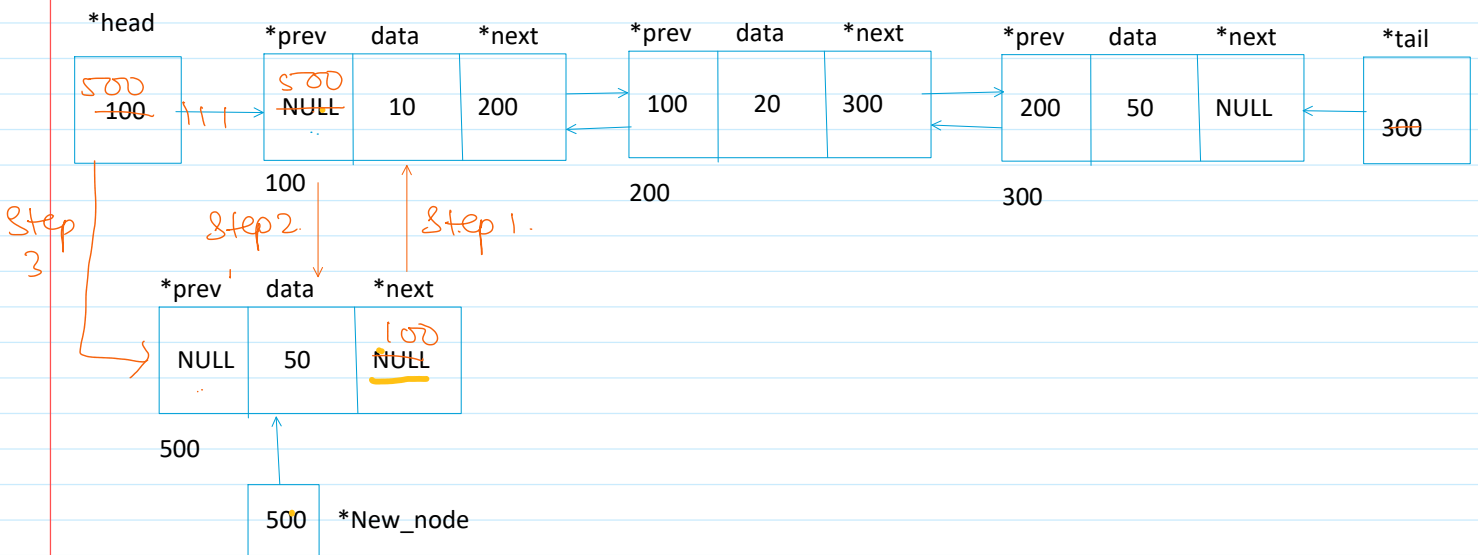 *head
*prev data *next *prev data *next *prev data *next *tail
500 500
100 NULL 10 200 100 20 300 200 50 NULL 300
100 200 300
Step 3 Step 2. Step 1.
*prev data *next
100
NULL 50 NULL
500
500 *New_node